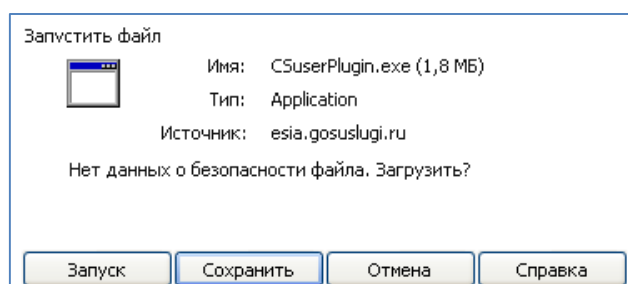 Запустить файл
Имя: CSuserPlugin.exe (1,8 МБ)
Тип: Application
Источник: esia.gosuslugi.ru
Нет данных о безопасности файла. Загрузить?
Запуск Сохранить Отмена Справка